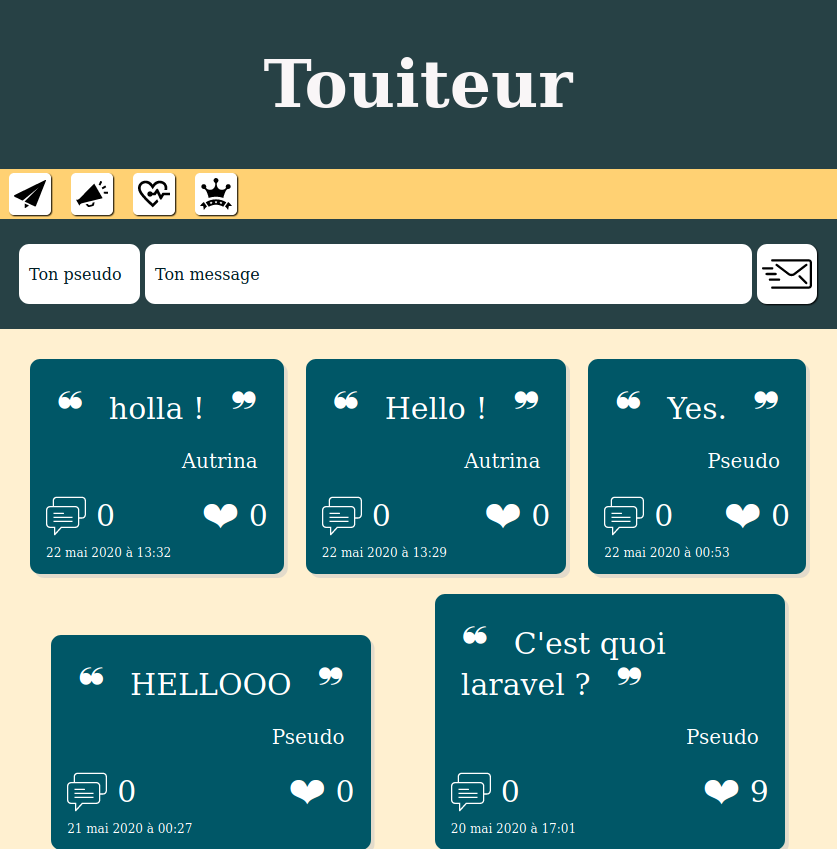 Touiteur
Ton pseudo
Ton message
❝ holla ! ❞
Autrina
0 ❤ 0
22 mai 2020 à 13:32
❝ Hello ! ❞
Autrina
0 ❤ 0
22 mai 2020 à 13:29
❝ Yes. ❞
Pseudo
0 ❤ 0
22 mai 2020 à 00:53
❝ HELLOOO ❞
Pseudo
0 ❤ 0
21 mai 2020 à 00:27
❝ C'est quoi
laravel ? ❞
Pseudo
0 ❤ 9
20 mai 2020 à 17:01